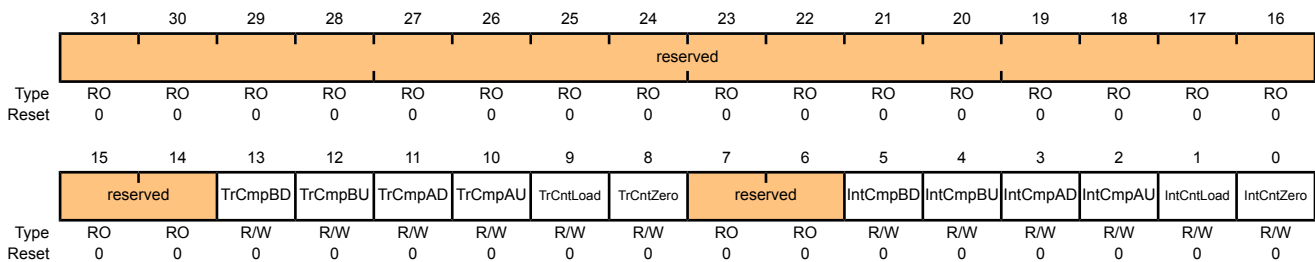 31 30 29 28 27 26 25 24 23 22 21 20 19 18 17 16
reserved
Type RO RO RO RO RO RO RO RO RO RO RO RO RO RO RO RO
Reset 0 0 0 0 0 0 0 0 0 0 0 0 0 0 0 0
15 14 13 12 11 10 9 8 7 6 5 4 3 2 1 0
reserved TrCmpBD TrCmpBU TrCmpAD TrCmpAU TrCntLoad TrCntZero reserved IntCmpBD IntCmpBU IntCmpAD IntCmpAU IntCntLoad IntCntZero
Type RO RO R/W R/W R/W R/W R/W R/W RO RO R/W R/W R/W R/W R/W R/W
Reset 0 0 0 0 0 0 0 0 0 0 0 0 0 0 0 0